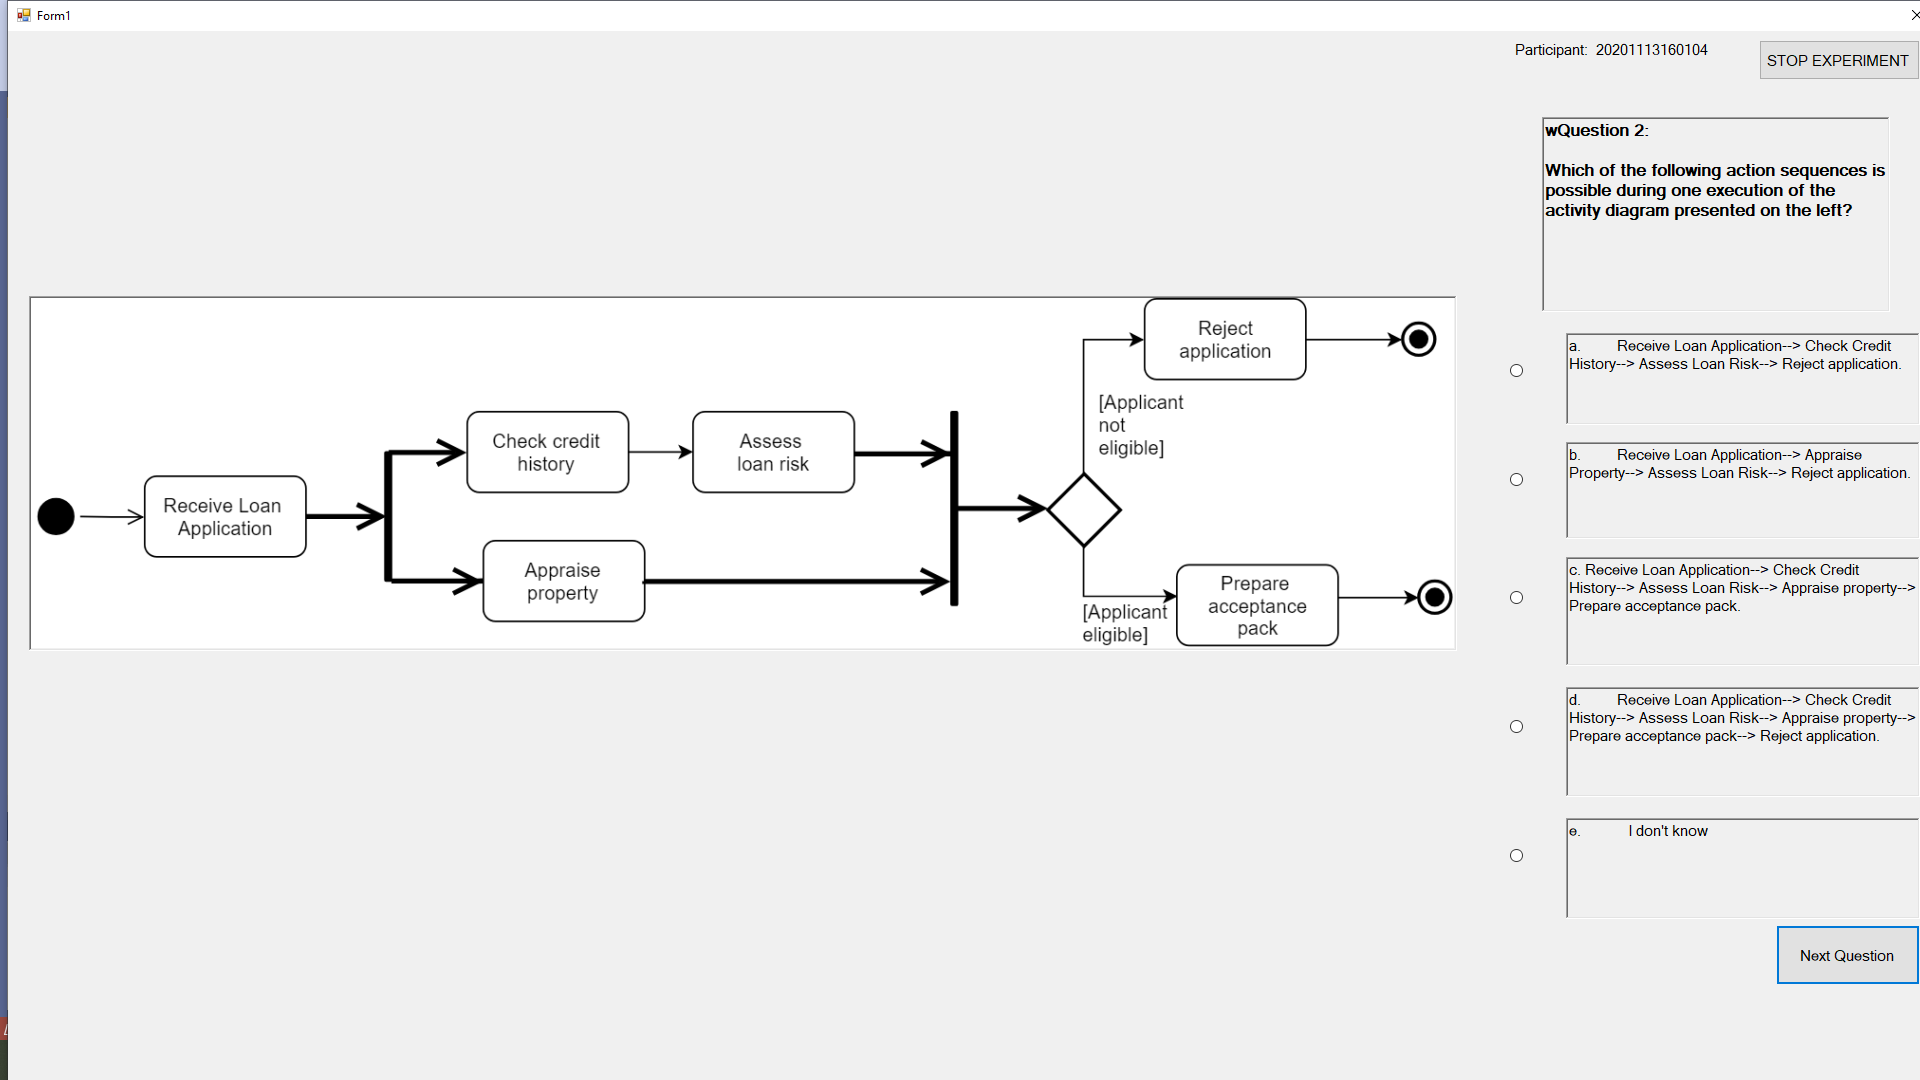 Form1
Participant: 20201113160104
STOP EXPERIMENT
wQuestion 2:
Which of the following action sequences is
possible during one execution of the
activity diagram presented on the left?
Receive Loan
Application
Check credit
history
Assess
loan risk
Appraise
property
Reject
application
[Applicant
not
eligible]
[Applicant
eligible]
Prepare
acceptance
pack
a. Receive Loan Application--> Check Credit
History--> Assess Loan Risk--> Reject application.
b. Receive Loan Application--> Appraise
Property--> Assess Loan Risk--> Reject application.
c. Receive Loan Application--> Check Credit
History--> Assess Loan Risk--> Appraise property-->
Prepare acceptance pack.
d. Receive Loan Application--> Check Credit
History--> Assess Loan Risk--> Appraise property-->
Prepare acceptance pack--> Reject application.
e. I don't know
Next Question